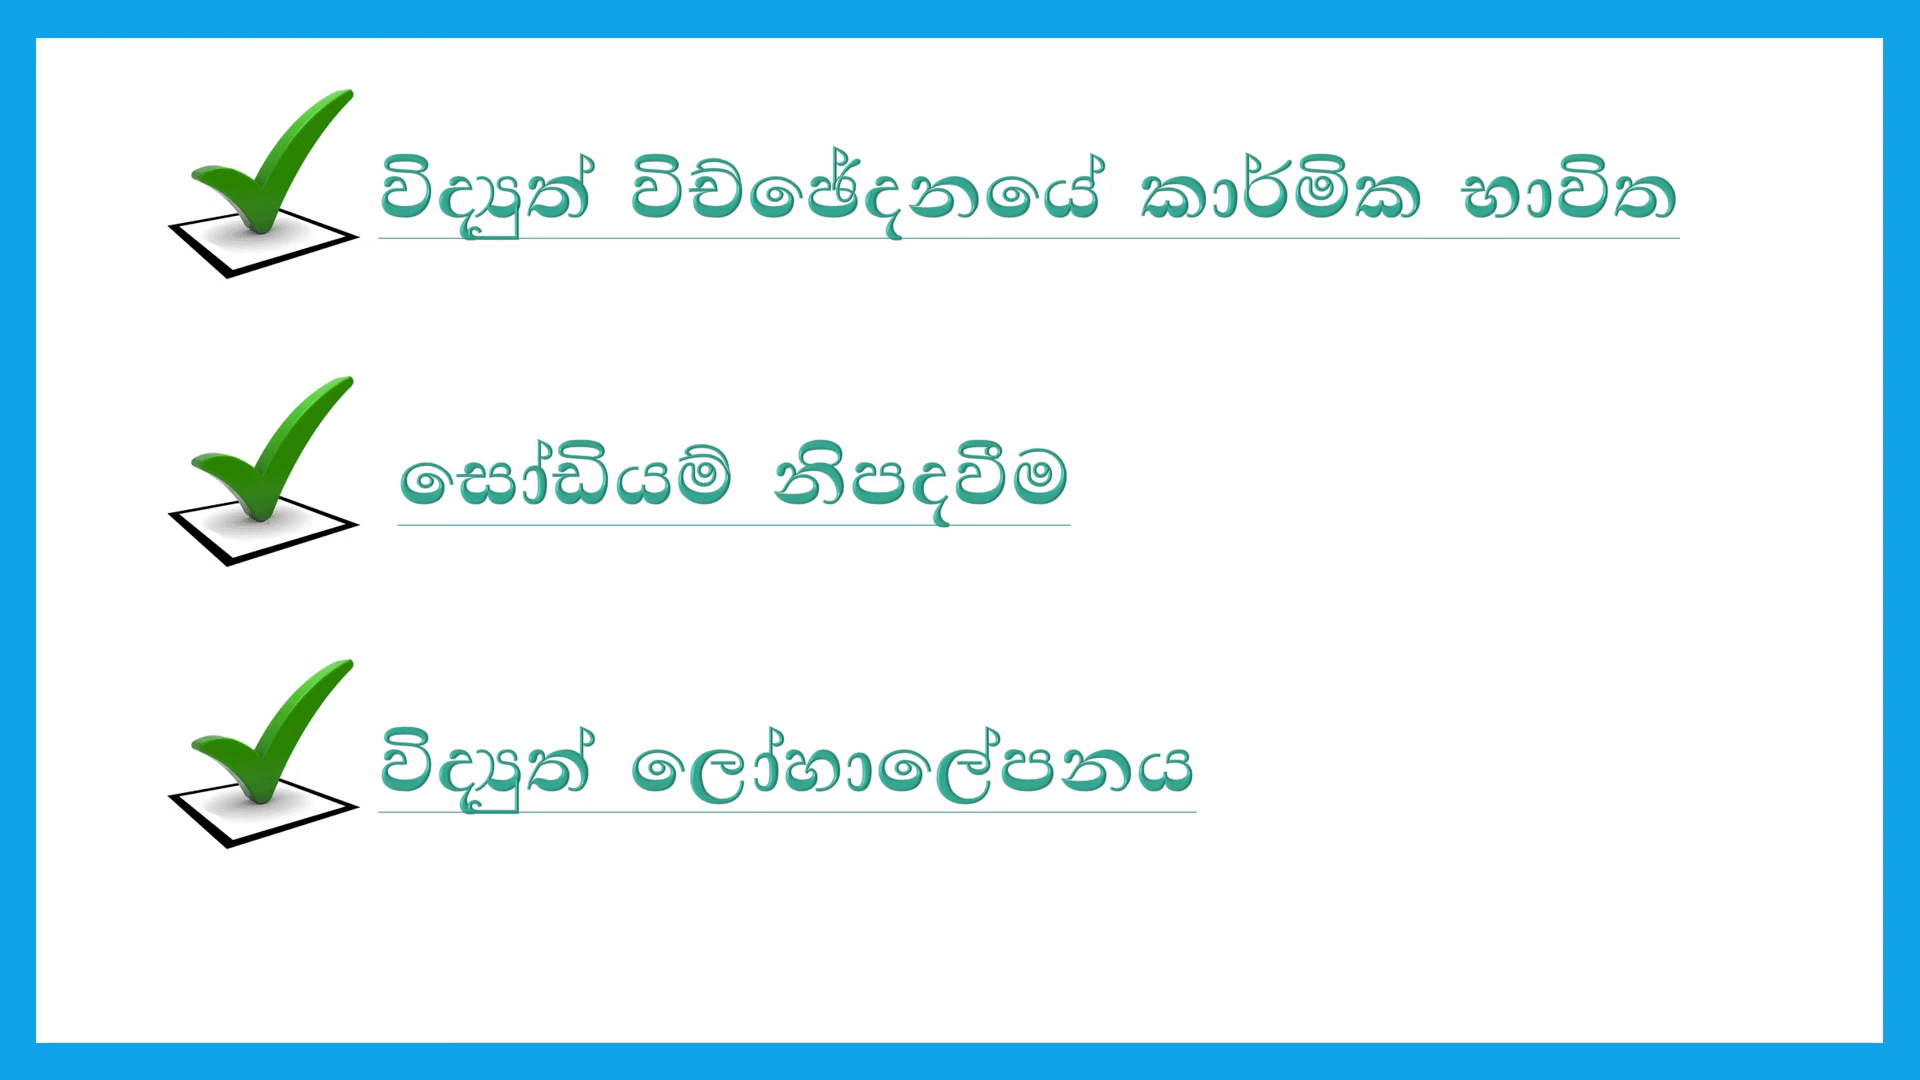 විද්‍යුත් විච්ඡේදනයේ කාර්මික භාවිත
සෝඩියම් නිපදවීම
විද්‍යුත් ලෝහාලේපනය